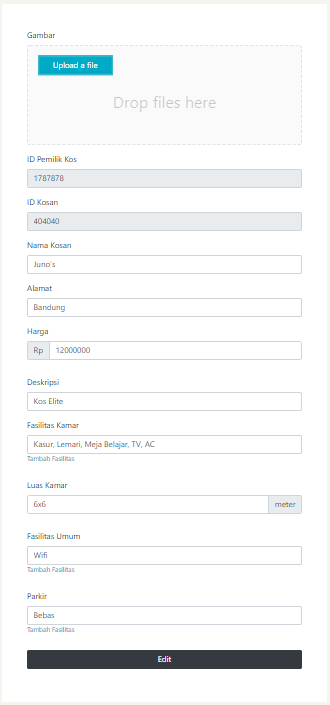 Gambar
Upload a file
Drop files here
ID Pemilik Kos
1787878
ID Kosan
404040
Nama Kosan
Juno's
Alamat
Bandung
Harga
Rp 12000000
Deskripsi
Kos Elite
Fasilitas Kamar
Kasur, Lemari, Meja Belajar, TV, AC
Tambah Fasilitas
Luas Kamar
6x6 meter
Fasilitas Umum
Wifi
Tambah Fasilitas
Parkir
Bebas
Tambah Fasilitas
Edit